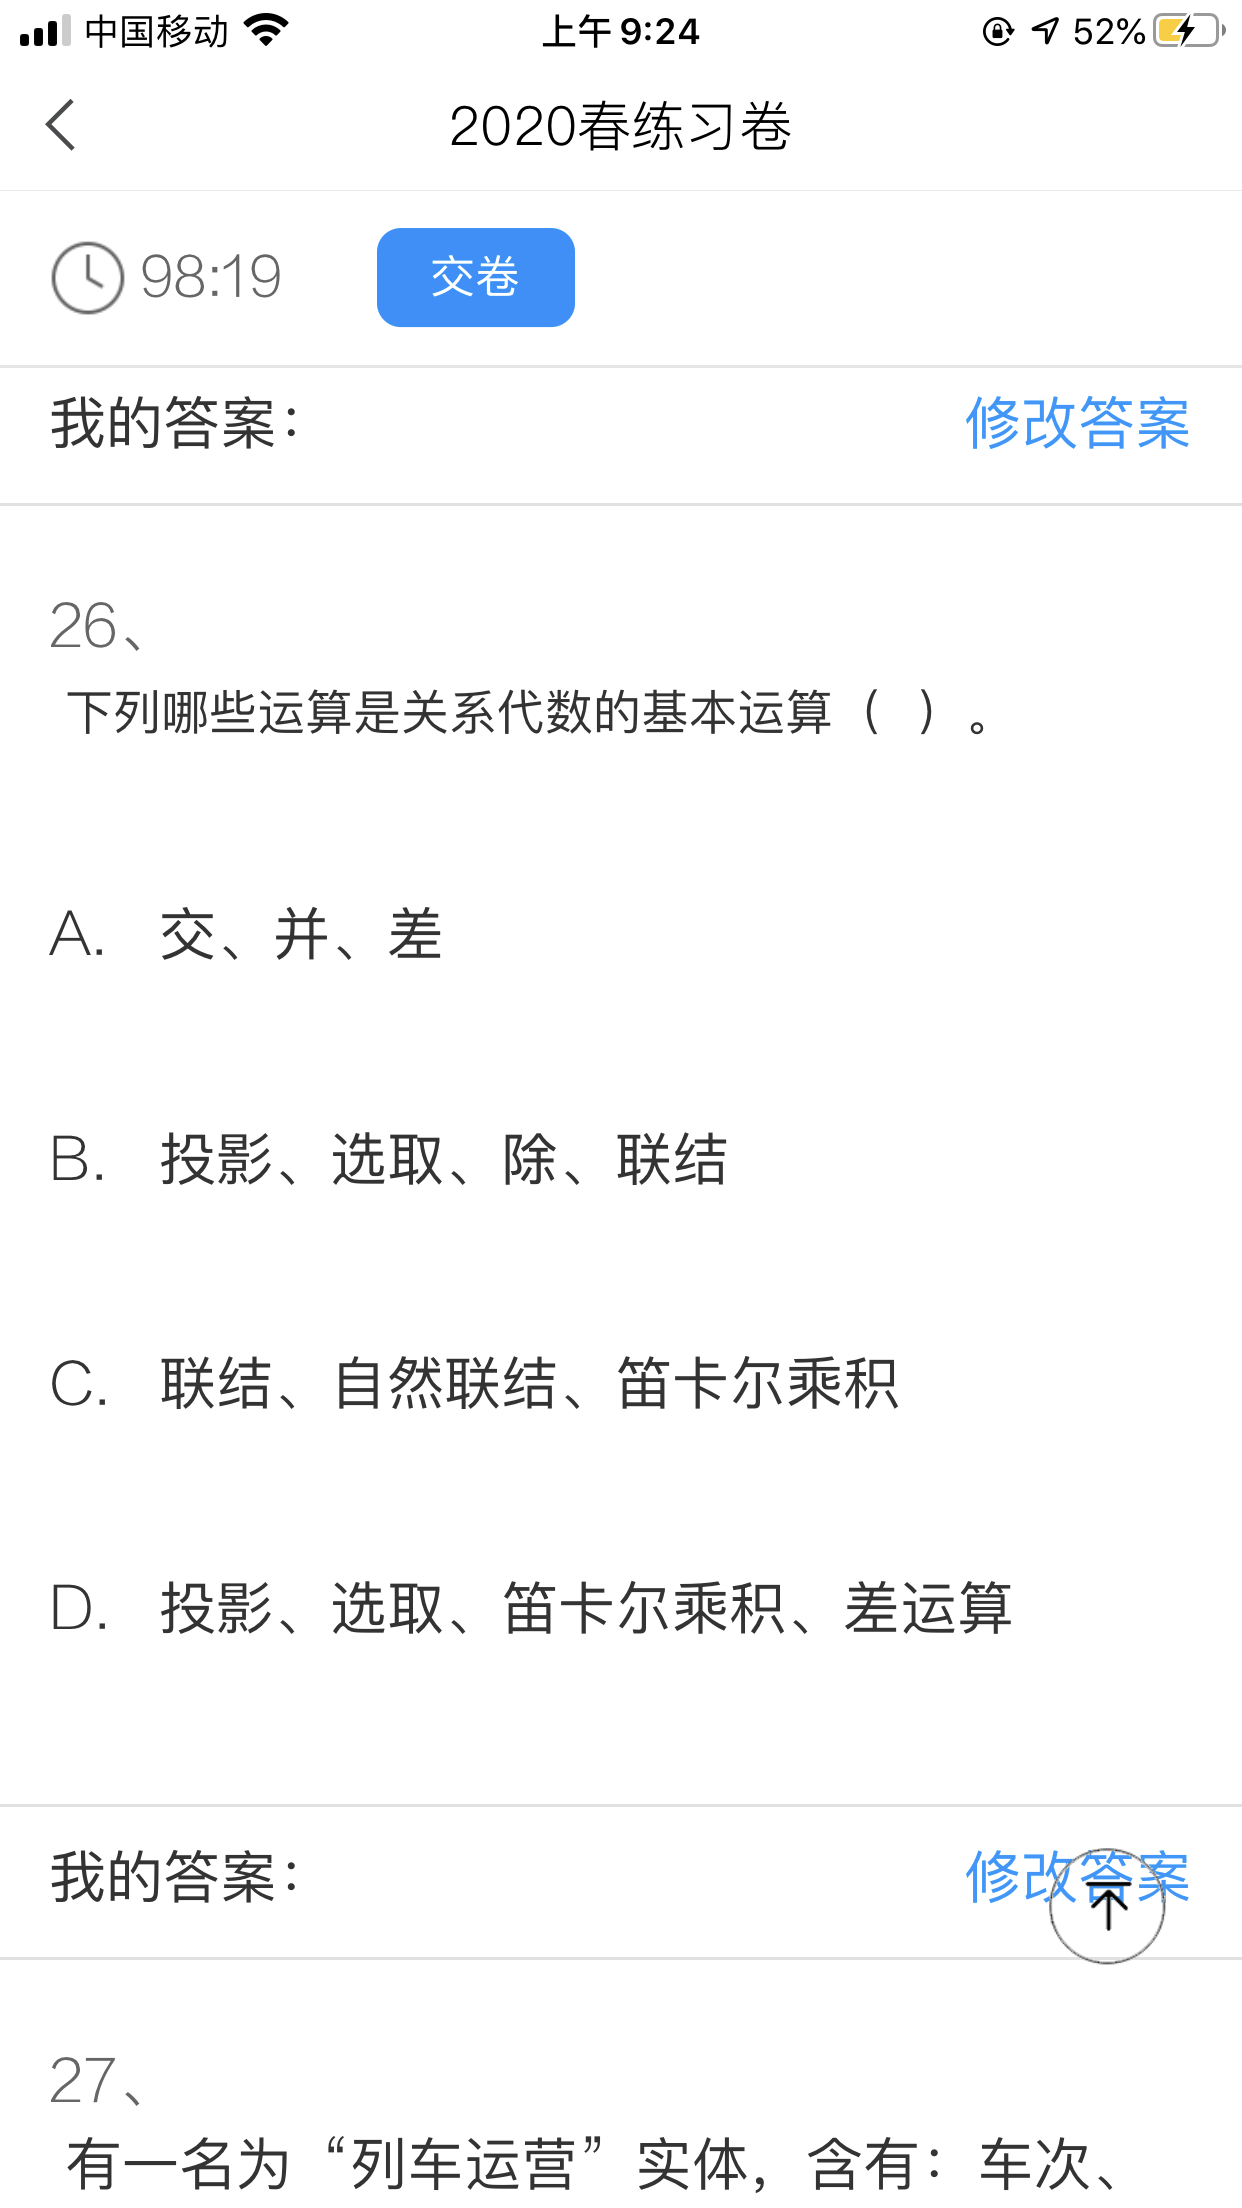 中国移动 上午 9:24 52%
2020春练习卷
98:19 交卷
我的答案: 修改答案
26、
下列哪些运算是关系代数的基本运算（ ）。
A. 交、并、差
B. 投影、选取、除、联结
C. 联结、自然联结、笛卡尔乘积
D. 投影、选取、笛卡尔乘积、差运算
我的答案: 修改答案
27、
有一名为“列车运营”实体，含有：车次、